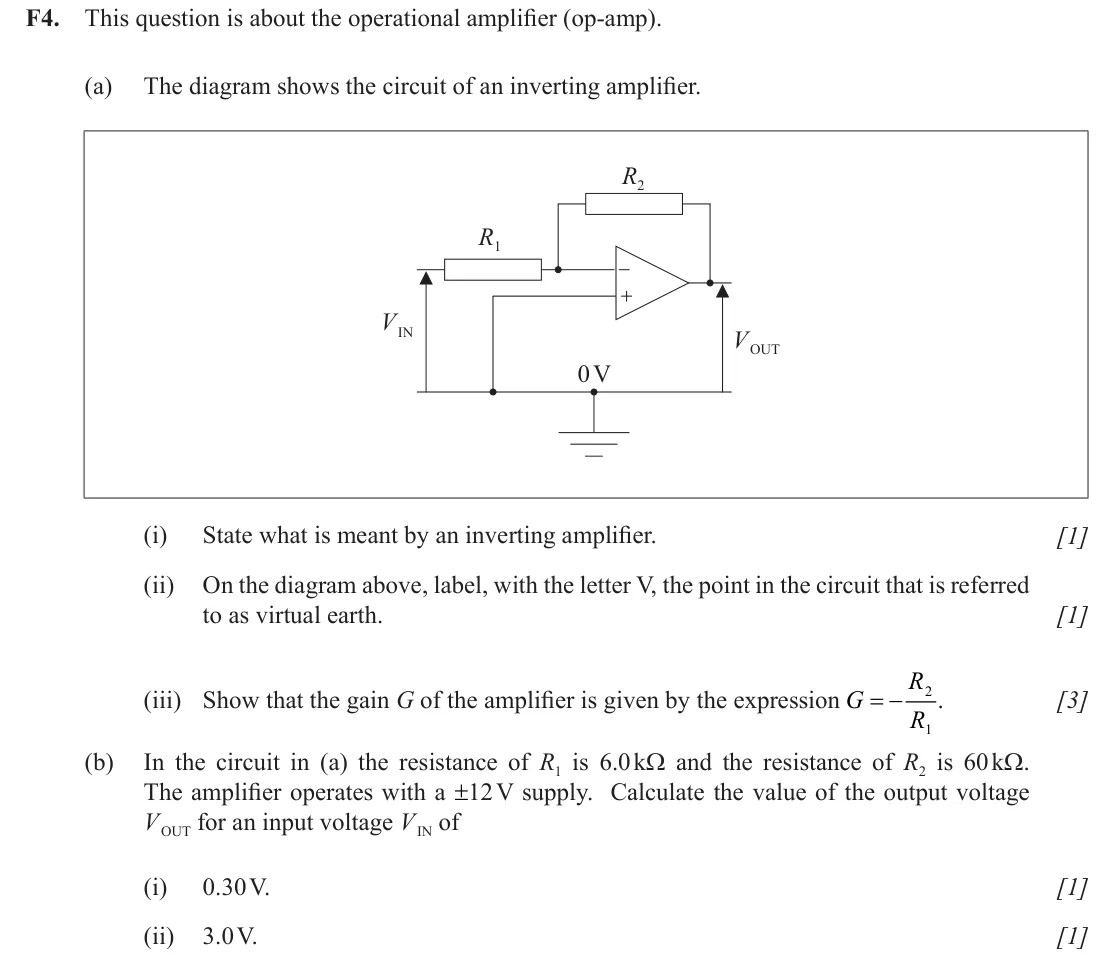 F4. This question is about the operational amplifier (op-amp).
(a) The diagram shows the circuit of an inverting amplifier.
R₂
R₁
−
+
V_IN
V_OUT
0 V
(i) State what is meant by an inverting amplifier. [1]
(ii) On the diagram above, label, with the letter V, the point in the circuit that is referred
to as virtual earth. [1]
(iii) Show that the gain G of the amplifier is given by the expression G = −R₂/R₁. [3]
(b) In the circuit in (a) the resistance of R₁ is 6.0 kΩ and the resistance of R₂ is 60 kΩ.
The amplifier operates with a ±12 V supply. Calculate the value of the output voltage
V_OUT for an input voltage V_IN of
(i) 0.30 V. [1]
(ii) 3.0 V. [1]